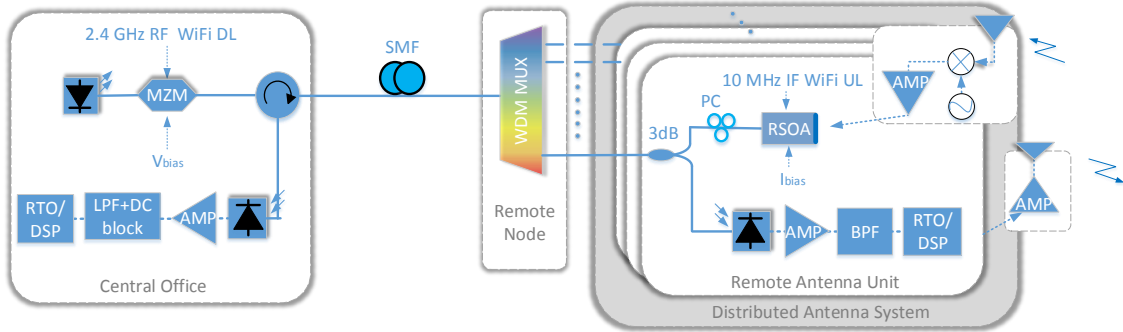 2.4 GHz RF WiFi DL
MZM
Vbias
RTO/
DSP
LPF+DC
block
AMP
Central Office
SMF
WDM MUX
Remote
Node
3dB
PC
10 MHz IF WiFi UL
RSOA
Ibias
AMP
AMP
BPF
RTO/
DSP
AMP
Remote Antenna Unit
Distributed Antenna System